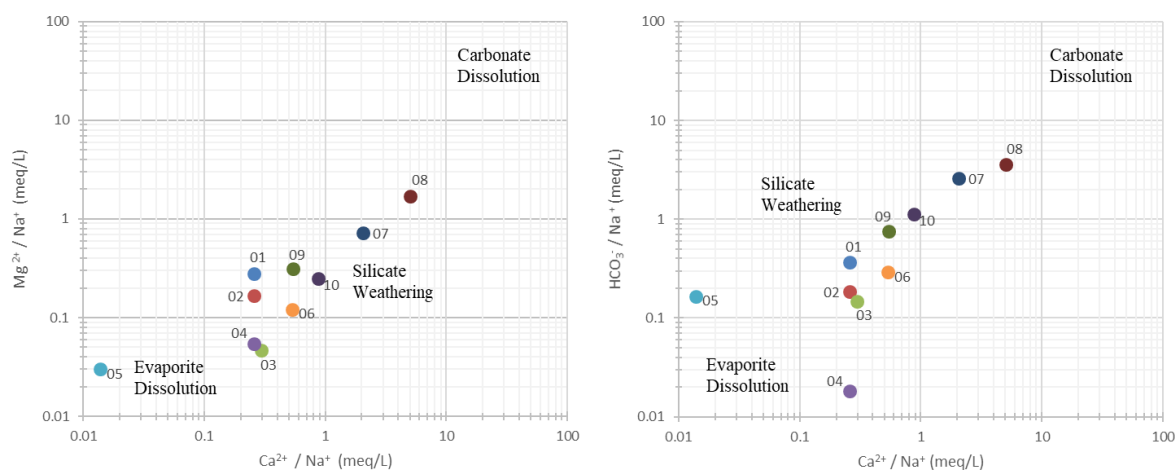 100
10
1
0.1
0.01
Mg²⁺ / Na⁺ (meq/L)
Carbonate
Dissolution
08
07
01
09
02
10
Silicate
Weathering
06
04
03
05
Evaporite
Dissolution
0.01
0.1
1
10
100
Ca²⁺ / Na⁺ (meq/L)
100
10
1
0.1
0.01
HCO₃⁻ / Na⁺ (meq/L)
Carbonate
Dissolution
08
07
Silicate
Weathering
09
10
01
06
02
03
05
Evaporite
Dissolution
04
0.01
0.1
1
10
100
Ca²⁺ / Na⁺ (meq/L)